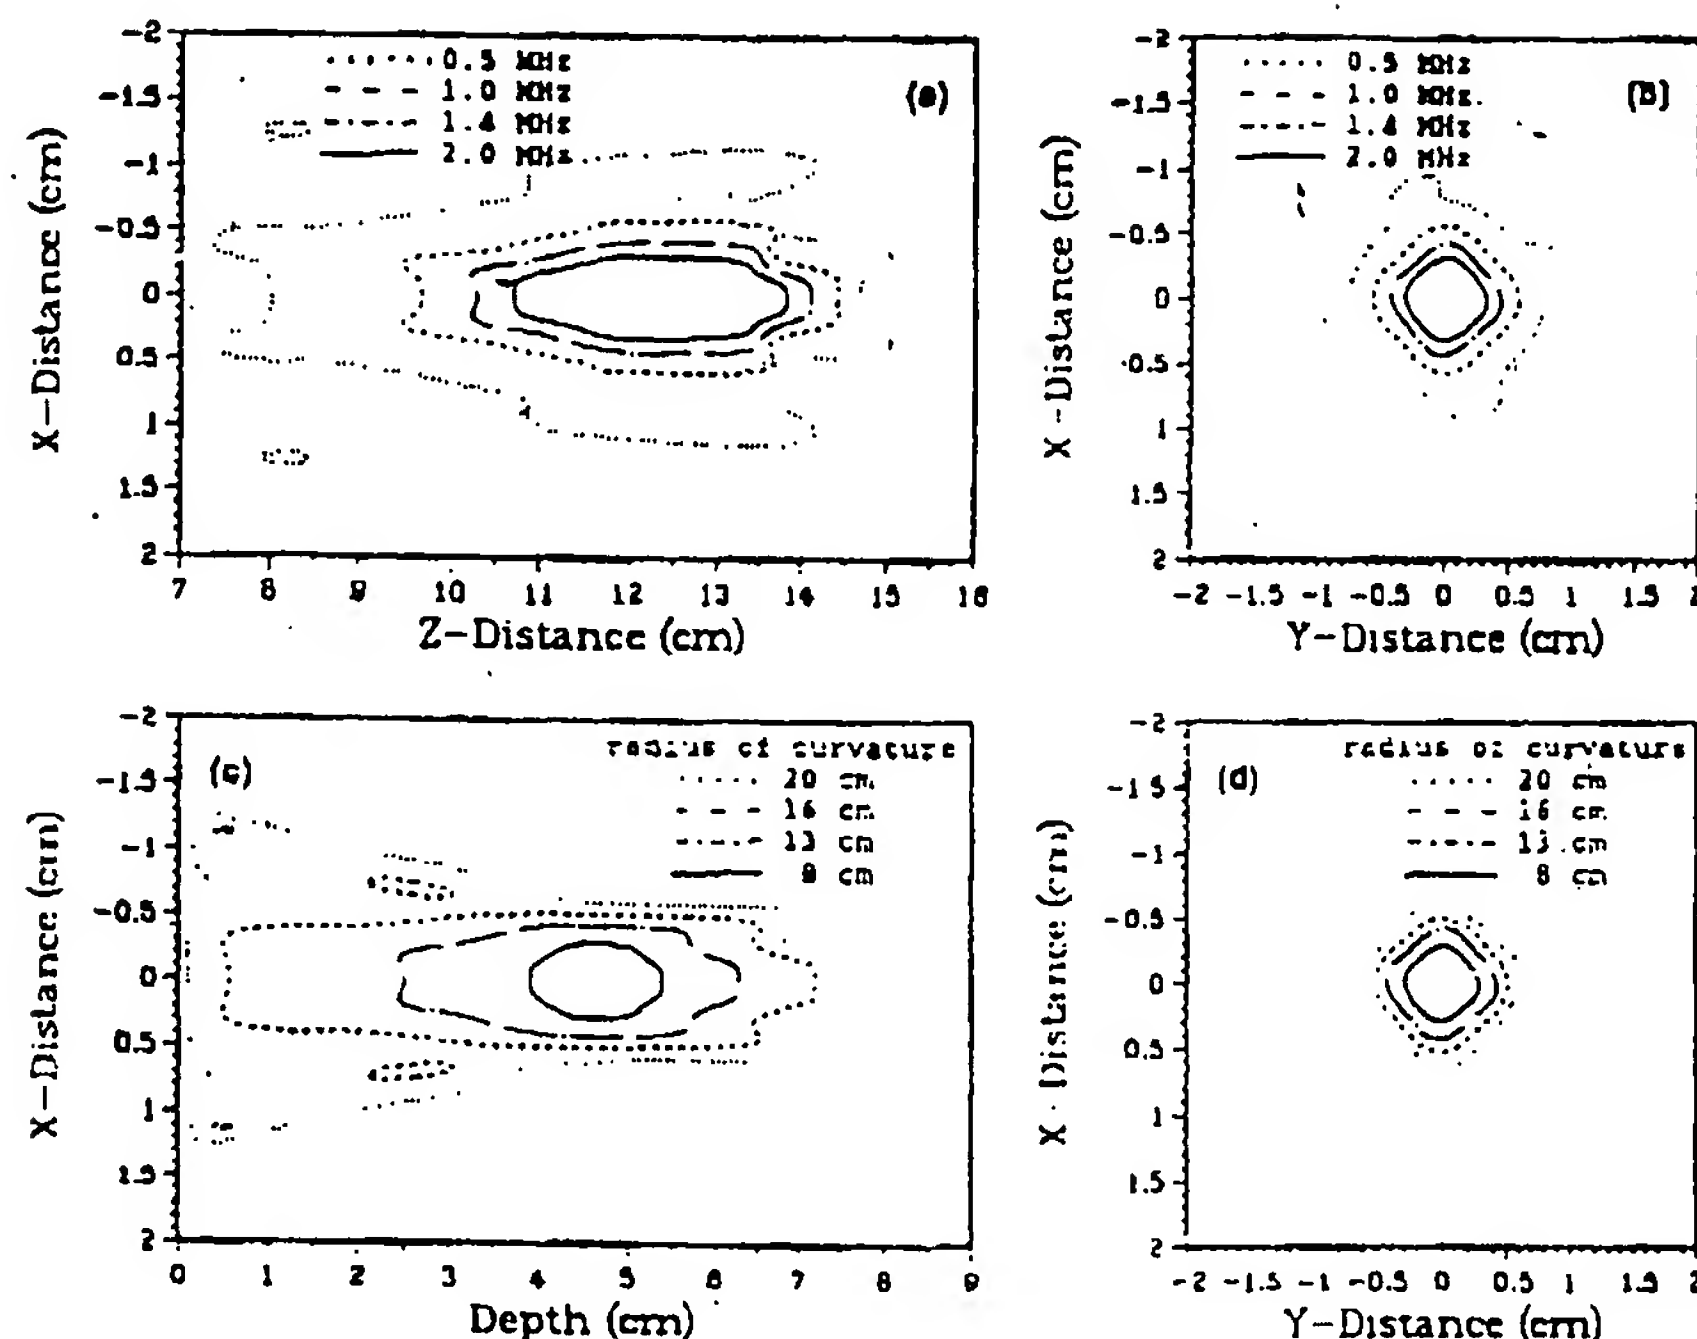 (a)
0.5 MHz
1.0 MHz
1.4 MHz
2.0 MHz
-2
-1.5
-1
-0.5
0
0.5
1
1.5
2
X-Distance (cm)
7 8 9 10 11 12 13 14 15 16
Z-Distance (cm)
(b)
0.5 MHz
1.0 MHz
1.4 MHz
2.0 MHz
-2
-1.5
-1
-0.5
0
0.5
1
1.5
2
X-Distance (cm)
-2 -1.5 -1 -0.5 0 0.5 1 1.5 2
Y-Distance (cm)
(c)
radius of curvature
20 cm
16 cm
13 cm
8 cm
-2
-1.5
-1
-0.5
0
0.5
1
1.5
2
X-Distance (cm)
0 1 2 3 4 5 6 7 8 9
Depth (cm)
(d)
radius of curvature
20 cm
16 cm
13 cm
8 cm
-2
-1.5
-1
-0.5
0
0.5
1
1.5
2
X-Distance (cm)
-2 -1.5 -1 -0.5 0 0.5 1 1.5 2
Y-Distance (cm)